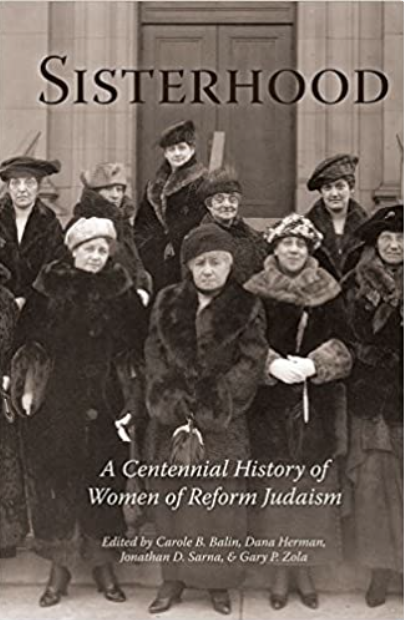 SISTERHOOD
A Centennial History of
Women of Reform Judaism
Edited by Carole B. Balin, Dana Herman,
Jonathan D. Sarna, & Gary P. Zola